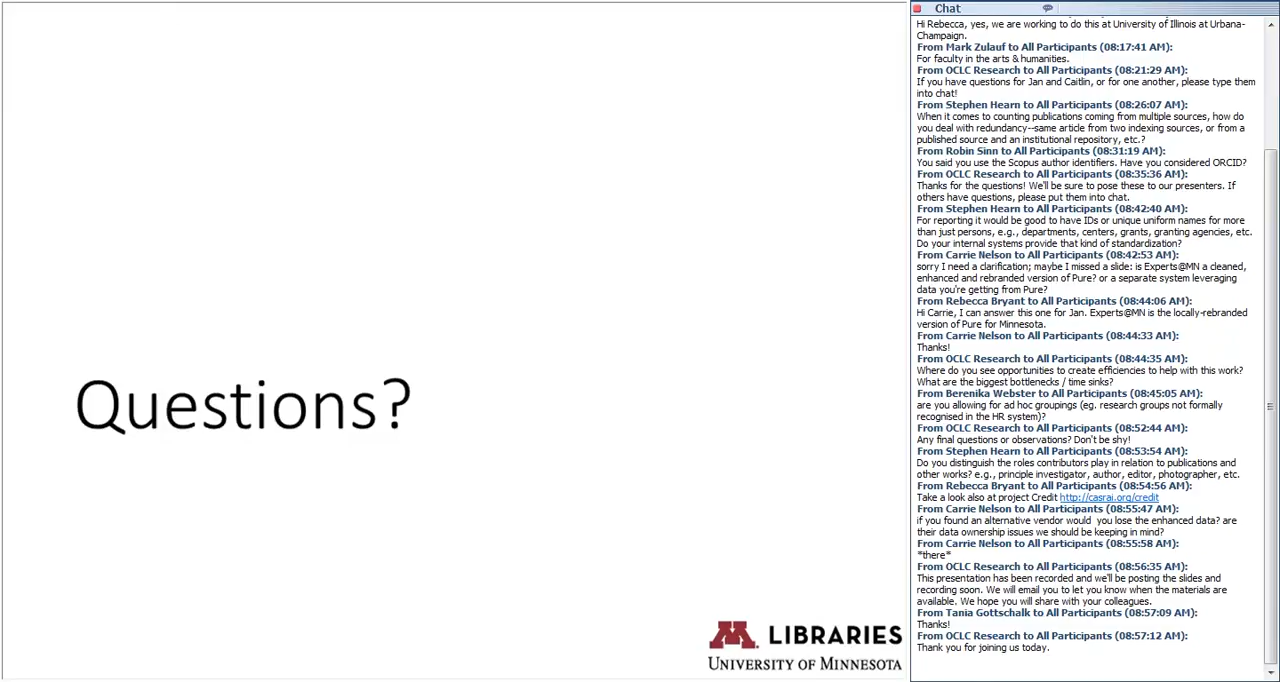 Questions?
LIBRARIES
UNIVERSITY OF MINNESOTA
Chat
Hi Rebecca, yes, we are working to do this at University of Illinois at Urbana-
Champaign.
From Mark Zulauf to All Participants (08:17:41 AM):
For faculty in the arts & humanities.
From OCLC Research to All Participants (08:21:29 AM):
If you have questions for Jan and Caitlin, or for one another, please type them
into chat!
From Stephen Hearn to All Participants (08:26:07 AM):
When it comes to counting publications coming from multiple sources, how do
you deal with redundancy--same article from two indexing sources, or from a
published source and an institutional repository, etc.?
From Robin Sinn to All Participants (08:31:19 AM):
You said you use the Scopus author identifiers. Have you considered ORCID?
From OCLC Research to All Participants (08:35:36 AM):
Thanks for the questions! We'll be sure to pose these to our presenters. If
others have questions, please put them into chat.
From Stephen Hearn to All Participants (08:42:40 AM):
For reporting it would be good to have IDs or unique uniform names for more
than just persons, e.g., departments, centers, grants, granting agencies, etc.
Do your internal systems provide that kind of standardization?
From Carrie Nelson to All Participants (08:42:53 AM):
sorry I need a clarification; maybe I missed a slide: is Experts@MN a cleaned,
enhanced and rebranded version of Pure? or a separate system leveraging
data you're getting from Pure?
From Rebecca Bryant to All Participants (08:44:06 AM):
Hi Carrie, I can answer this one for Jan. Experts@MN is the locally-rebranded
version of Pure for Minnesota.
From Carrie Nelson to All Participants (08:44:33 AM):
Thanks!
From OCLC Research to All Participants (08:44:35 AM):
Where do you see opportunities to create efficiencies to help with this work?
What are the biggest bottlenecks / time sinks?
From Berenika Webster to All Participants (08:45:05 AM):
are you allowing for ad hoc groupings (eg. research groups not formally
recognised in the HR system)?
From OCLC Research to All Participants (08:52:44 AM):
Any final questions or observations? Don't be shy!
From Stephen Hearn to All Participants (08:53:54 AM):
Do you distinguish the roles contributors play in relation to publications and
other works? e.g., principle investigator, author, editor, photographer, etc.
From Rebecca Bryant to All Participants (08:54:56 AM):
Take a look also at project Credit http://casrai.org/credit
From Carrie Nelson to All Participants (08:55:47 AM):
if you found an alternative vendor would  you lose the enhanced data? are
their data ownership issues we should be keeping in mind?
From Carrie Nelson to All Participants (08:55:58 AM):
*there*
From OCLC Research to All Participants (08:56:35 AM):
This presentation has been recorded and we'll be posting the slides and
recording soon. We will email you to let you know when the materials are
available. We hope you will share with your colleagues.
From Tania Gottschalk to All Participants (08:57:09 AM):
Thanks!
From OCLC Research to All Participants (08:57:12 AM):
Thank you for joining us today.